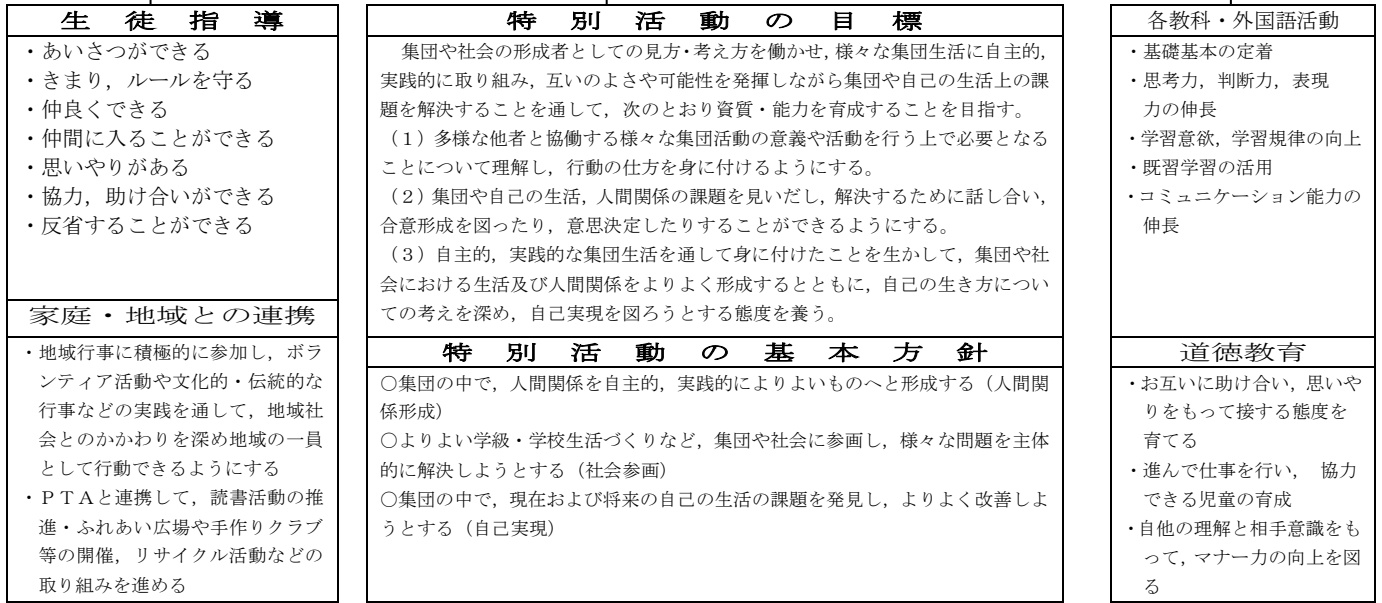 生徒指導
・あいさつができる
・きまり，ルールを守る
・仲良くできる
・仲間に入ることができる
・思いやりがある
・協力，助け合いができる
・反省することができる
家庭・地域との連携
・地域行事に積極的に参加し，ボラ
ンティア活動や文化的・伝統的な
行事などの実践を通して，地域社
会とのかかわりを深め地域の一員
として行動できるようにする
・ＰＴＡと連携して，読書活動の推
進・ふれあい広場や手作りクラブ
等の開催，リサイクル活動などの
取り組みを進める
特別活動の目標
集団や社会の形成者としての見方・考え方を働かせ，様々な集団生活に自主的，
実践的に取り組み，互いのよさや可能性を発揮しながら集団や自己の生活上の課
題を解決することを通して，次のとおり資質・能力を育成することを目指す。
（１）多様な他者と協働する様々な集団活動の意義や活動を行う上で必要となる
ことについて理解し，行動の仕方を身に付けるようにする。
（２）集団や自己の生活，人間関係の課題を見いだし，解決するために話し合い，
合意形成を図ったり，意思決定したりすることができるようにする。
（３）自主的，実践的な集団生活を通して身に付けたことを生かして，集団や社
会における生活及び人間関係をよりよく形成するとともに，自己の生き方につい
ての考えを深め，自己実現を図ろうとする態度を養う。
特別活動の基本方針
○集団の中で，人間関係を自主的，実践的によりよいものへと形成する（人間関
係形成）
○よりよい学級・学校生活づくりなど，集団や社会に参画し，様々な問題を主体
的に解決しようとする（社会参画）
○集団の中で，現在および将来の自己の生活の課題を発見し，よりよく改善しよ
うとする（自己実現）
各教科・外国語活動
・基礎基本の定着
・思考力，判断力，表現
力の伸長
・学習意欲，学習規律の向上
・既習学習の活用
・コミュニケーション能力の
伸長
道徳教育
・お互いに助け合い，思いや
りをもって接する態度を
育てる
・進んで仕事を行い，　協力
できる児童の育成
・自他の理解と相手意識をも
って，マナー力の向上を図
る